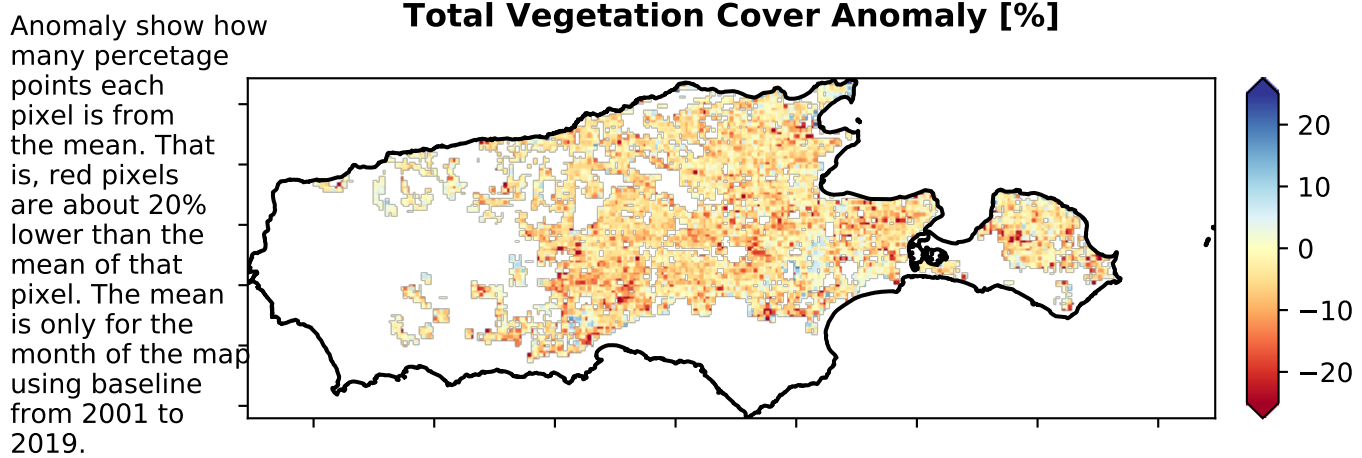 Total Vegetation Cover Anomaly [%]
Anomaly show how
many percetage
points each
pixel is from
the mean. That
is, red pixels
are about 20%
lower than the
mean of that
pixel. The mean
is only for the
month of the map
using baseline
from 2001 to
2019.
20
10
0
−10
−20